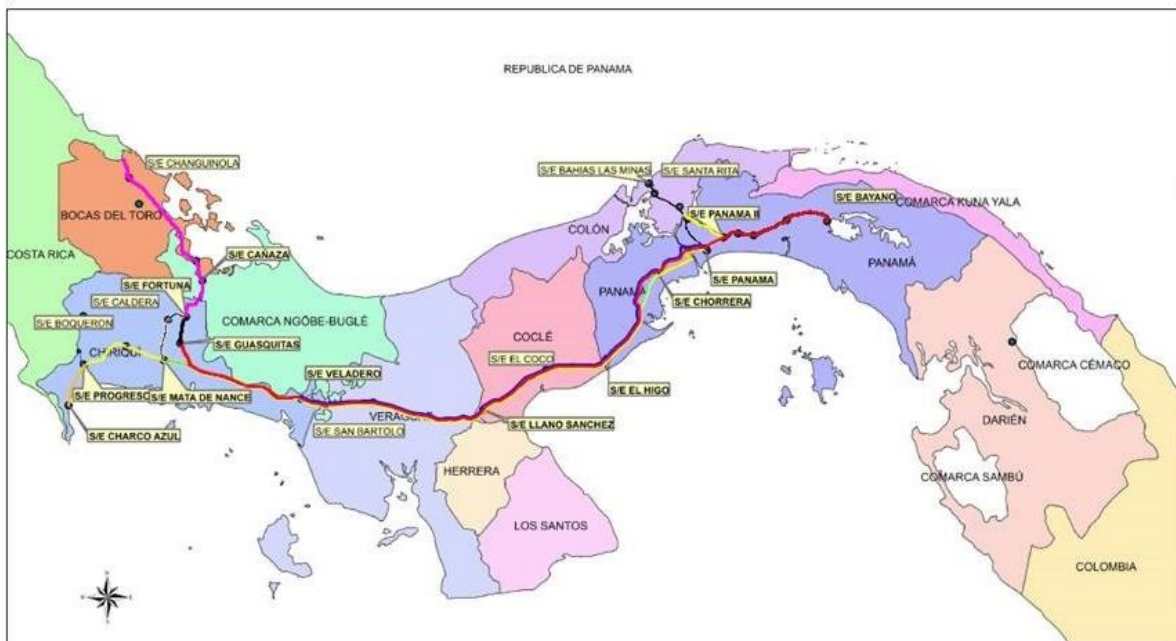 REPUBLICA DE PANAMA
S/E CHANGUINOLA
S/E BAHIAS LAS MINAS
S/E SANTA RITA
BOCAS DEL TORO
S/E BAYANO
COMARCA KUNA YALA
S/E PANAMA II
COLÓN
COSTA RICA
S/E CAÑAZA
S/E FORTUNA
S/E PANAMA
PANAMÁ
PANAMÁ
S/E CALDERA
S/E CHORRERA
S/E BOQUERON
COMARCA NGÖBE-BUGLÉ
COCLÉ
S/E GUASQUITAS
CHIRIQUÍ
S/E EL COCO
COMARCA CÉMACO
S/E VELADERO
S/E EL HIGO
S/E PROGRESO
S/E MATA DE NANCE
VERAGUAS
S/E LLANO SANCHEZ
DARIÉN
S/E SAN BARTOLO
S/E CHARCO AZUL
HERRERA
COMARCA SAMBÚ
LOS SANTOS
COLOMBIA